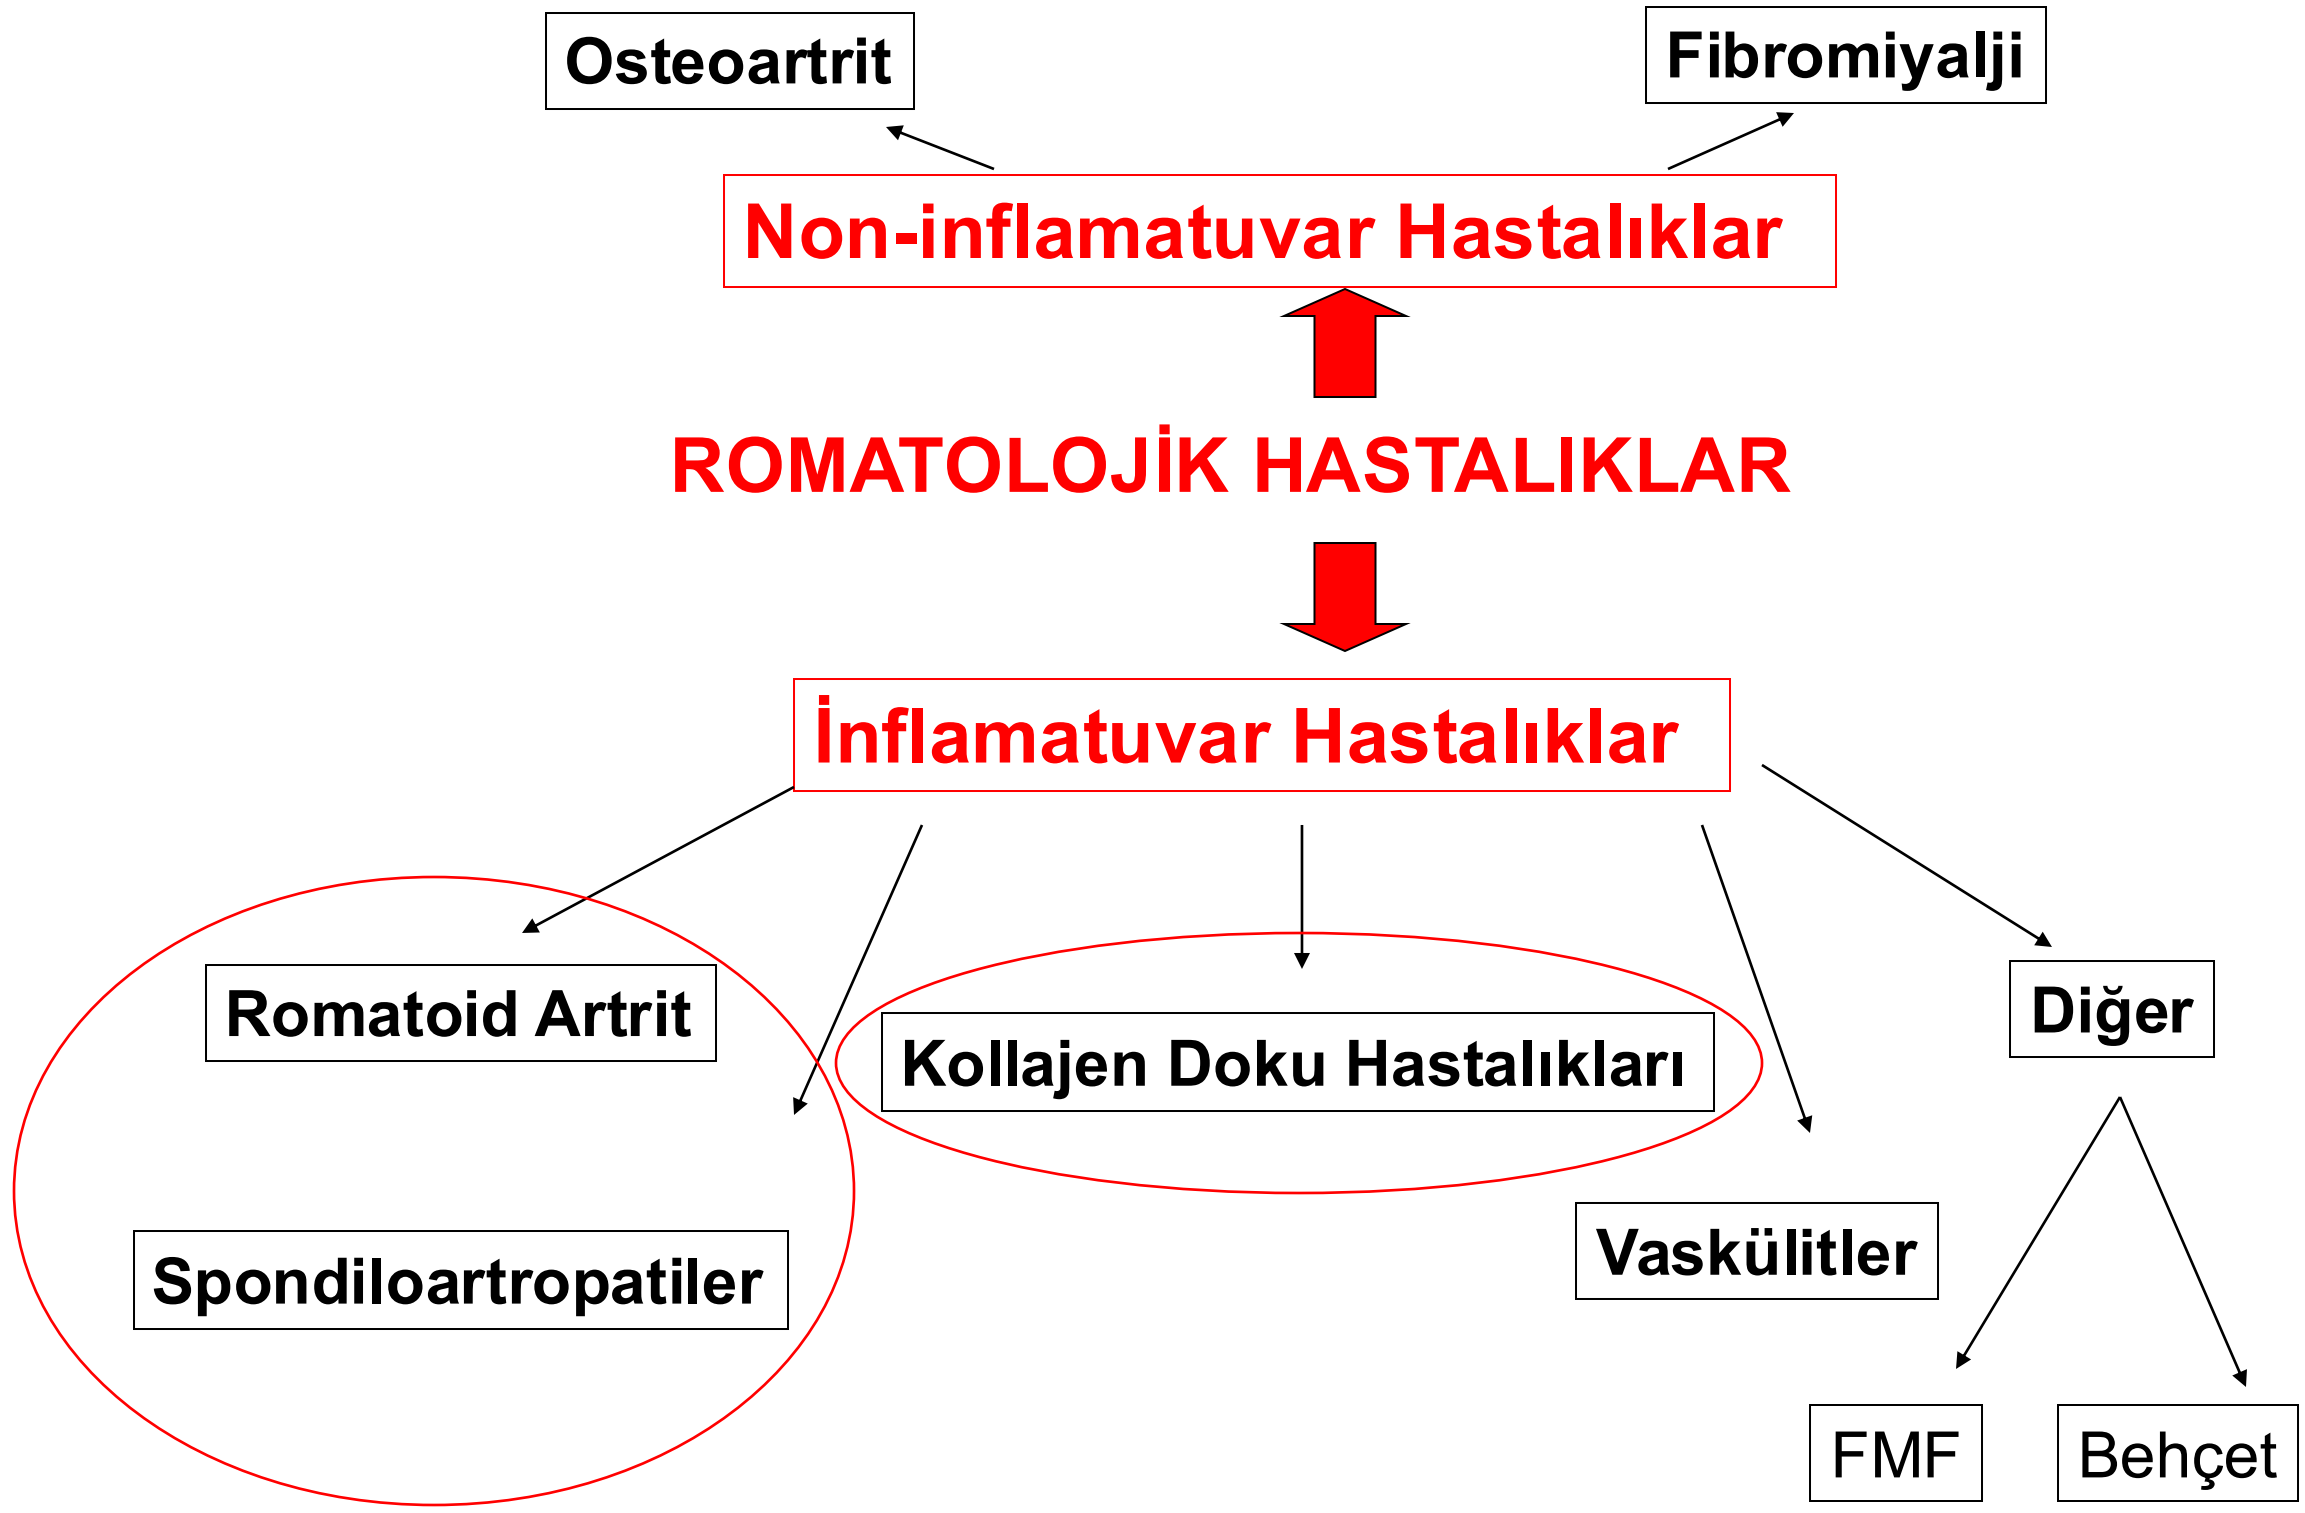 Osteoartrit
Fibromiyalji
Non-inflamatuvar Hastalıklar
ROMATOLOJİK HASTALIKLAR
İnflamatuvar Hastalıklar
Romatoid Artrit
Kollajen Doku Hastalıkları
Diğer
Spondiloartropatiler
Vaskülitler
FMF
Behçet